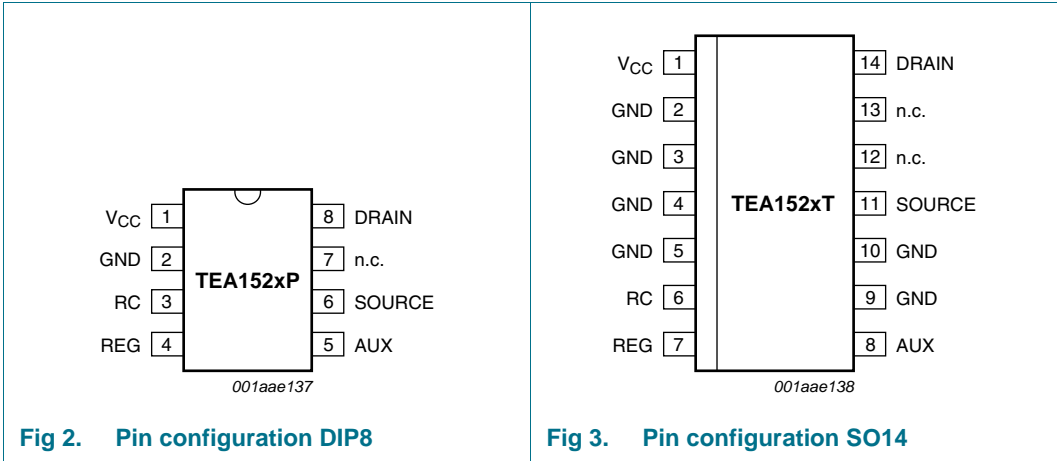 VCC 1
GND 2
RC 3
REG 4
TEA152xP
8 DRAIN
7 n.c.
6 SOURCE
5 AUX
001aae137
Fig 2. Pin configuration DIP8
VCC 1
GND 2
GND 3
GND 4
GND 5
RC 6
REG 7
TEA152xT
14 DRAIN
13 n.c.
12 n.c.
11 SOURCE
10 GND
9 GND
8 AUX
001aae138
Fig 3. Pin configuration SO14